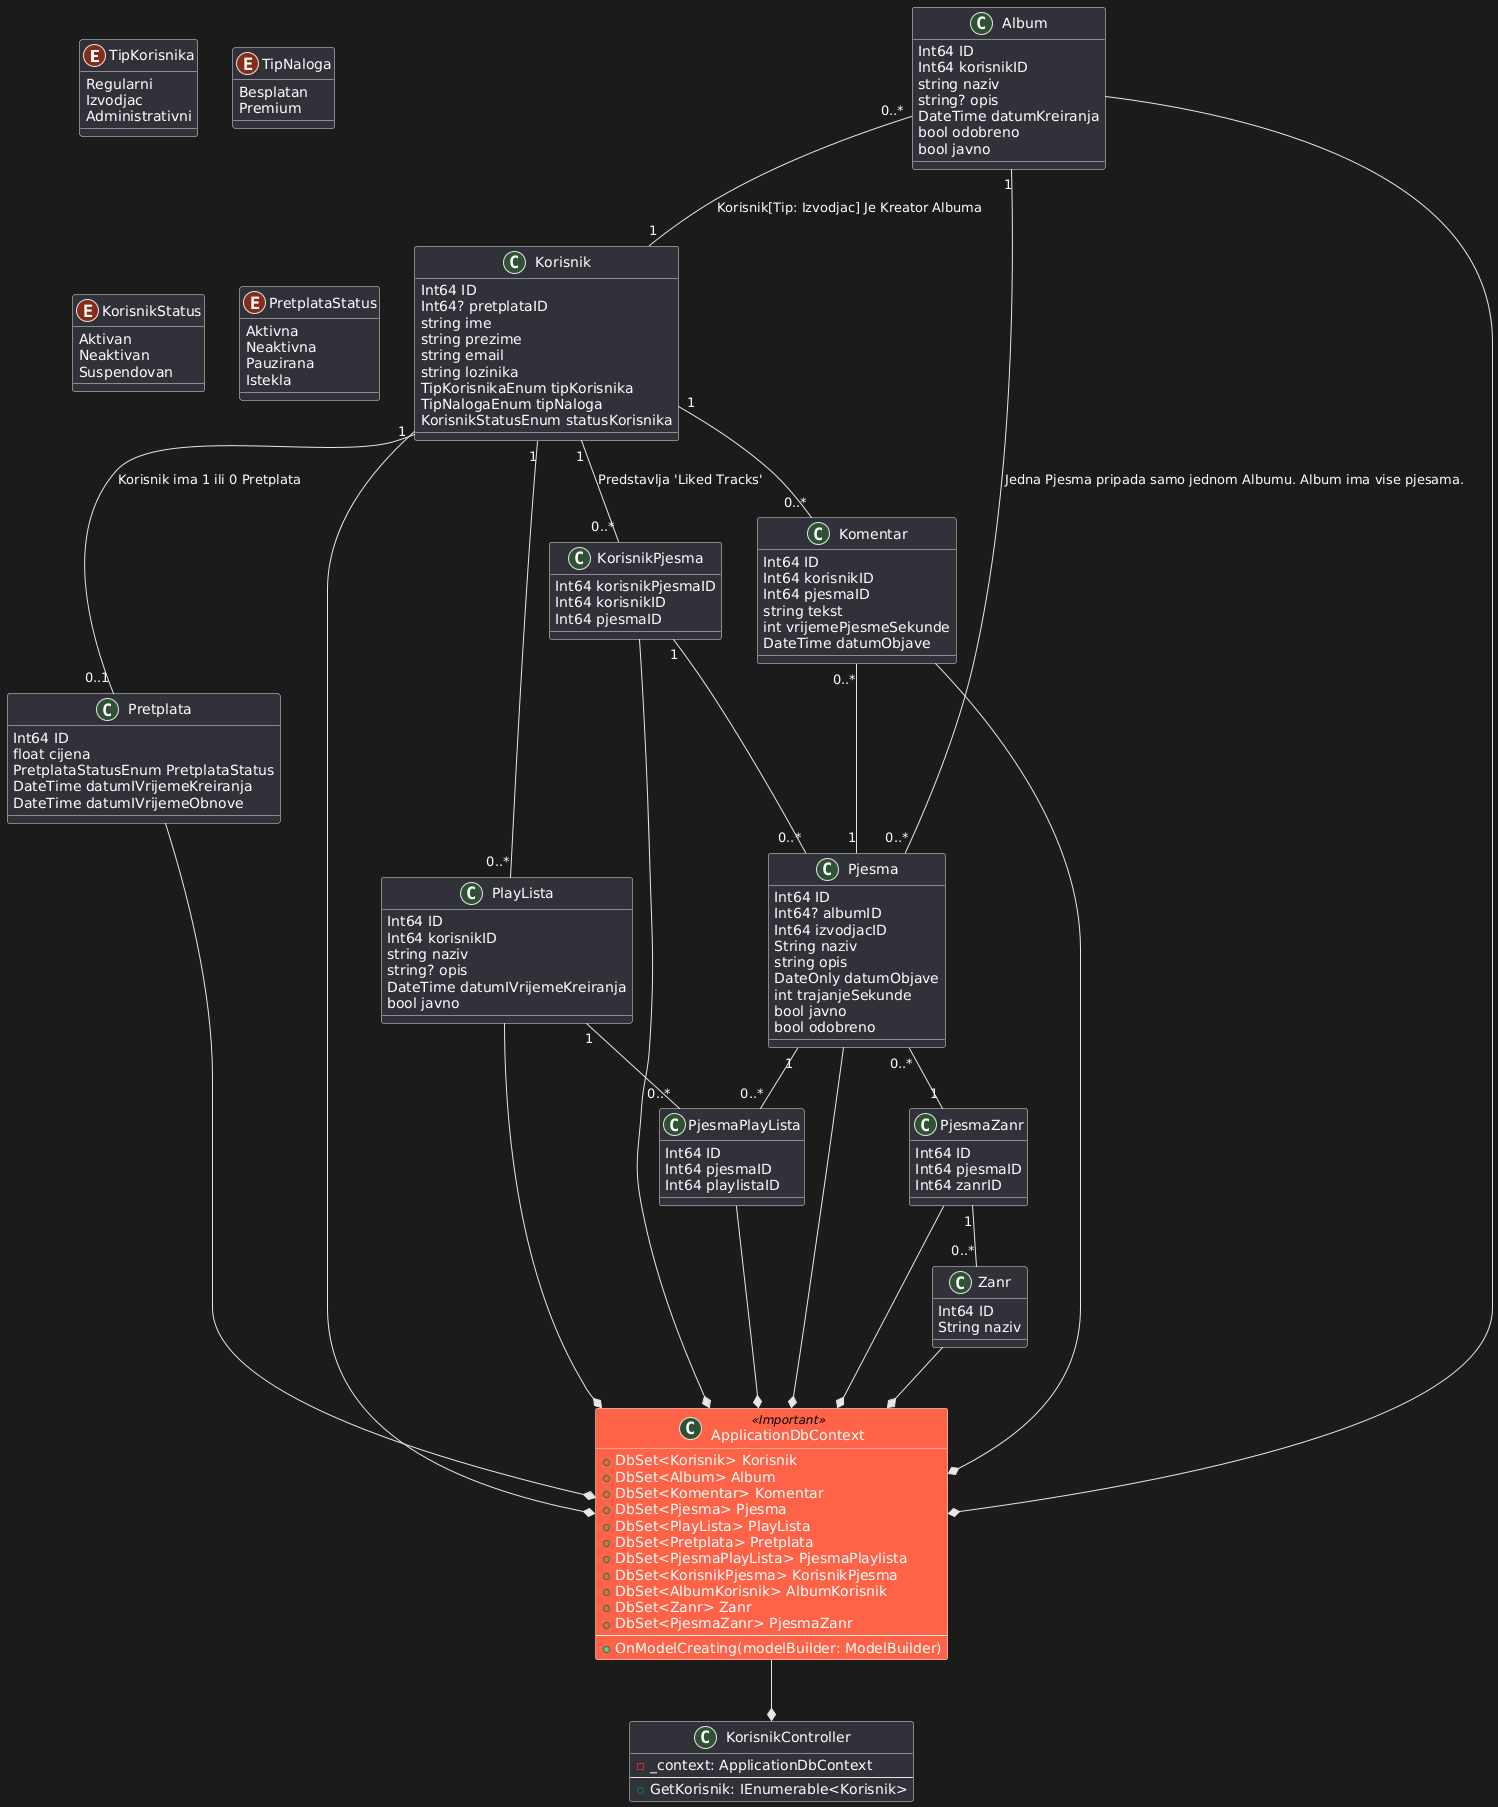 C Album
Int64 ID
Int64 korisnikID
string naziv
string? opis
DateTime datumKreiranja
bool odobreno
bool javno
E TipKorisnika
Regularni
Izvodjac
Administrativni
E TipNaloga
Besplatan
Premium
0..*
1
Korisnik[Tip: Izvodjac] Je Kreator Albuma
1
C Korisnik
Int64 ID
Int64? pretplataID
string ime
string prezime
string email
string lozinika
TipKorisnikaEnum tipKorisnika
TipNalogaEnum tipNaloga
KorisnikStatusEnum statusKorisnika
E KorisnikStatus
Aktivan
Neaktivan
Suspendovan
E PretplataStatus
Aktivna
Neaktivna
Pauzirana
Istekla
1
1
1
1
Korisnik ima 1 ili 0 Pretplata
Predstavlja 'Liked Tracks'
Jedna Pjesma pripada samo jednom Albumu. Album ima vise pjesama.
0..*
0..*
C KorisnikPjesma
Int64 korisnikPjesmaID
Int64 korisnikID
Int64 pjesmaID
C Komentar
Int64 ID
Int64 korisnikID
Int64 pjesmaID
string tekst
int vrijemePjesmeSekunde
DateTime datumObjave
1
0..*
0..1
C Pretplata
Int64 ID
float cijena
PretplataStatusEnum PretplataStatus
DateTime datumIVrijemeKreiranja
DateTime datumIVrijemeObnove
0..*
0..*
1
0..*
C PlayLista
Int64 ID
Int64 korisnikID
string naziv
string? opis
DateTime datumIVrijemeKreiranja
bool javno
C Pjesma
Int64 ID
Int64? albumID
Int64 izvodjacID
String naziv
string opis
DateOnly datumObjave
int trajanjeSekunde
bool javno
bool odobreno
1
1
0..*
0..*
0..*
1
C PjesmaPlayLista
Int64 ID
Int64 pjesmaID
Int64 playlistaID
C PjesmaZanr
Int64 ID
Int64 pjesmaID
Int64 zanrID
1
0..*
C Zanr
Int64 ID
String naziv
«Important»
C ApplicationDbContext
DbSet<Korisnik> Korisnik
DbSet<Album> Album
DbSet<Komentar> Komentar
DbSet<Pjesma> Pjesma
DbSet<PlayLista> PlayLista
DbSet<Pretplata> Pretplata
DbSet<PjesmaPlayLista> PjesmaPlaylista
DbSet<KorisnikPjesma> KorisnikPjesma
DbSet<AlbumKorisnik> AlbumKorisnik
DbSet<Zanr> Zanr
DbSet<PjesmaZanr> PjesmaZanr
OnModelCreating(modelBuilder: ModelBuilder)
C KorisnikController
_context: ApplicationDbContext
GetKorisnik: IEnumerable<Korisnik>